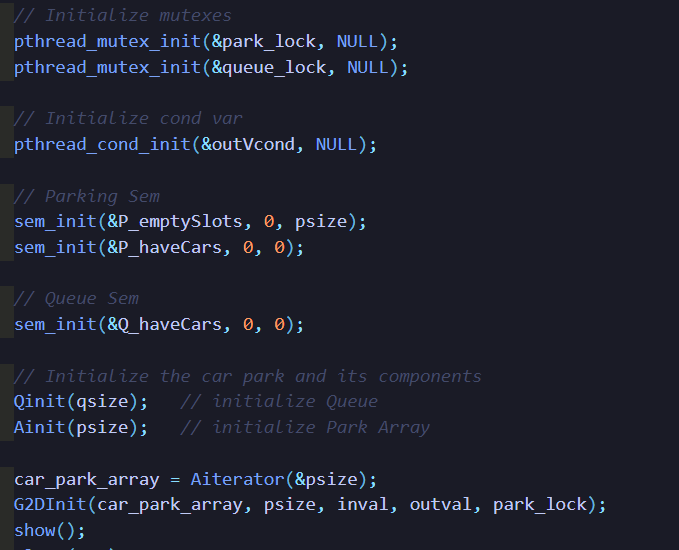 // Initialize mutexes
pthread_mutex_init(&park_lock, NULL);
pthread_mutex_init(&queue_lock, NULL);
// Initialize cond var
pthread_cond_init(&outVcond, NULL);
// Parking Sem
sem_init(&P_emptySlots, 0, psize);
sem_init(&P_haveCars, 0, 0);
// Queue Sem
sem_init(&Q_haveCars, 0, 0);
// Initialize the car park and its components
Qinit(qsize);   // initialize Queue
Ainit(psize);   // initialize Park Array
car_park_array = Aiterator(&psize);
G2DInit(car_park_array, psize, inval, outval, park_lock);
show();